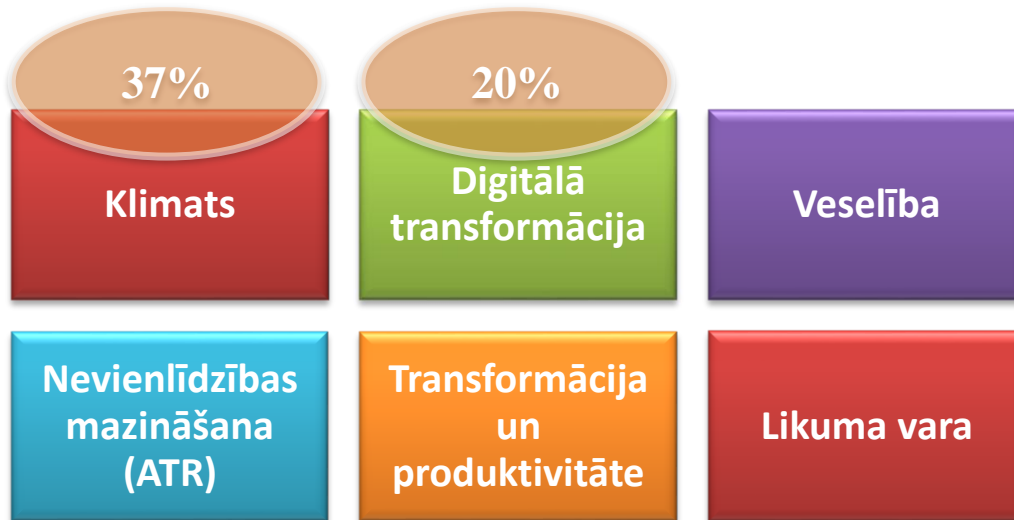 37%
20%
Klimats
Digitālā
transformācija
Veselība
Nevienlīdzības
mazināšana
(ATR)
Transformācija
un
produktivitāte
Likuma vara